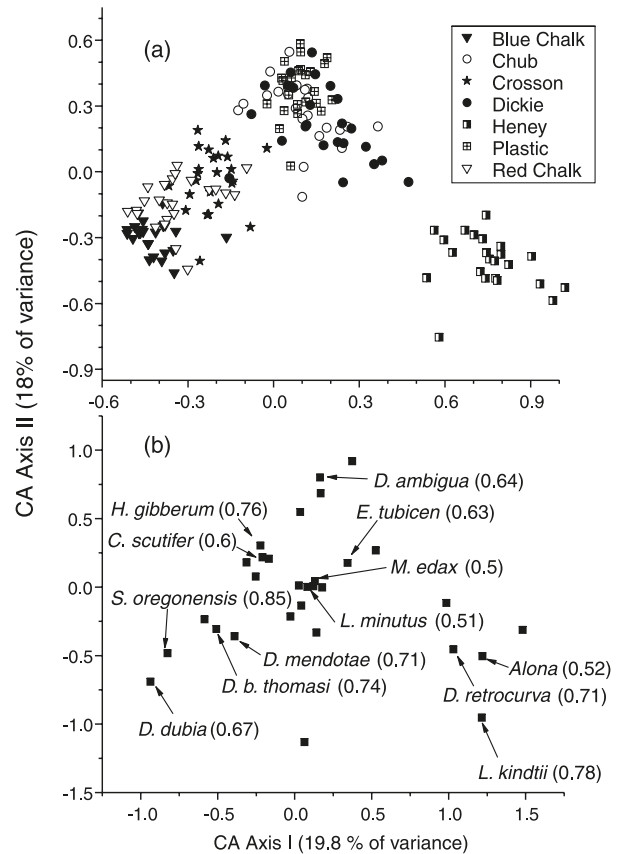 (a)
Blue Chalk
Chub
Crosson
Dickie
Heney
Plastic
Red Chalk
0.6
0.3
0.0
-0.3
-0.6
-0.9
-0.6
-0.3
0.0
0.3
0.6
0.9
CA Axis II (18% of variance)
(b)
1.0
0.5
0.0
-0.5
-1.0
-1.5
D. ambigua (0.64)
H. gibberum (0.76)
E. tubicen (0.63)
C. scutifer (0.6)
M. edax (0.5)
S. oregonensis (0.85)
L. minutus (0.51)
D. mendotae (0.71)
Alona (0.52)
D. b. thomasi (0.74)
D. retrocurva (0.71)
D. dubia (0.67)
L. kindtii (0.78)
-1.0
-0.5
0.0
0.5
1.0
1.5
CA Axis I (19.8 % of variance)